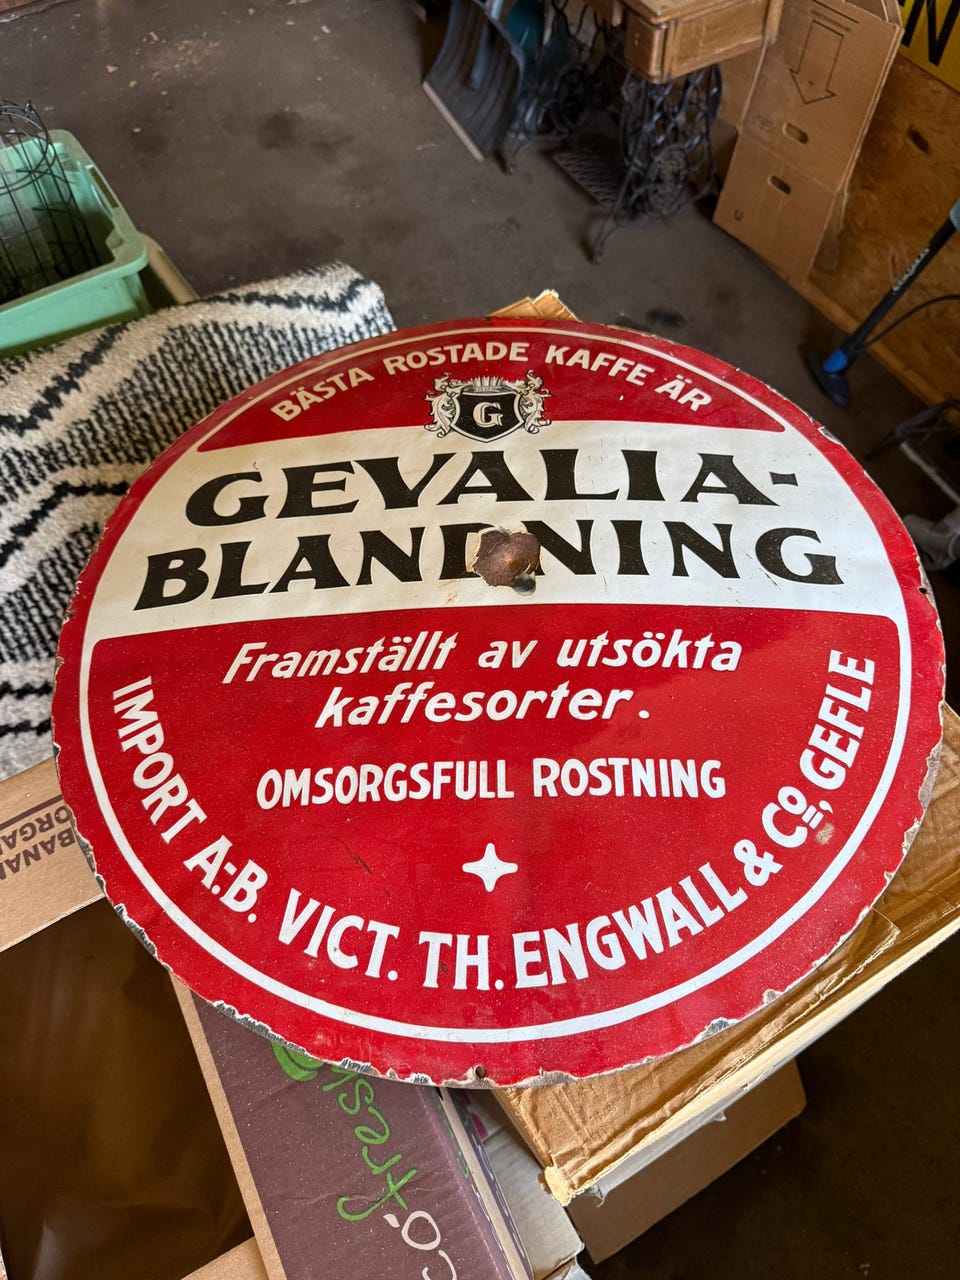 BÄSTA ROSTADE KAFFE ÄR
G
GEVALIA-
BLANDNING
Framställt av utsökta
kaffesorter.
OMSORGSFULL ROSTNING
IMPORT A.-B. VICT. TH. ENGWALL & Co, GEFLE